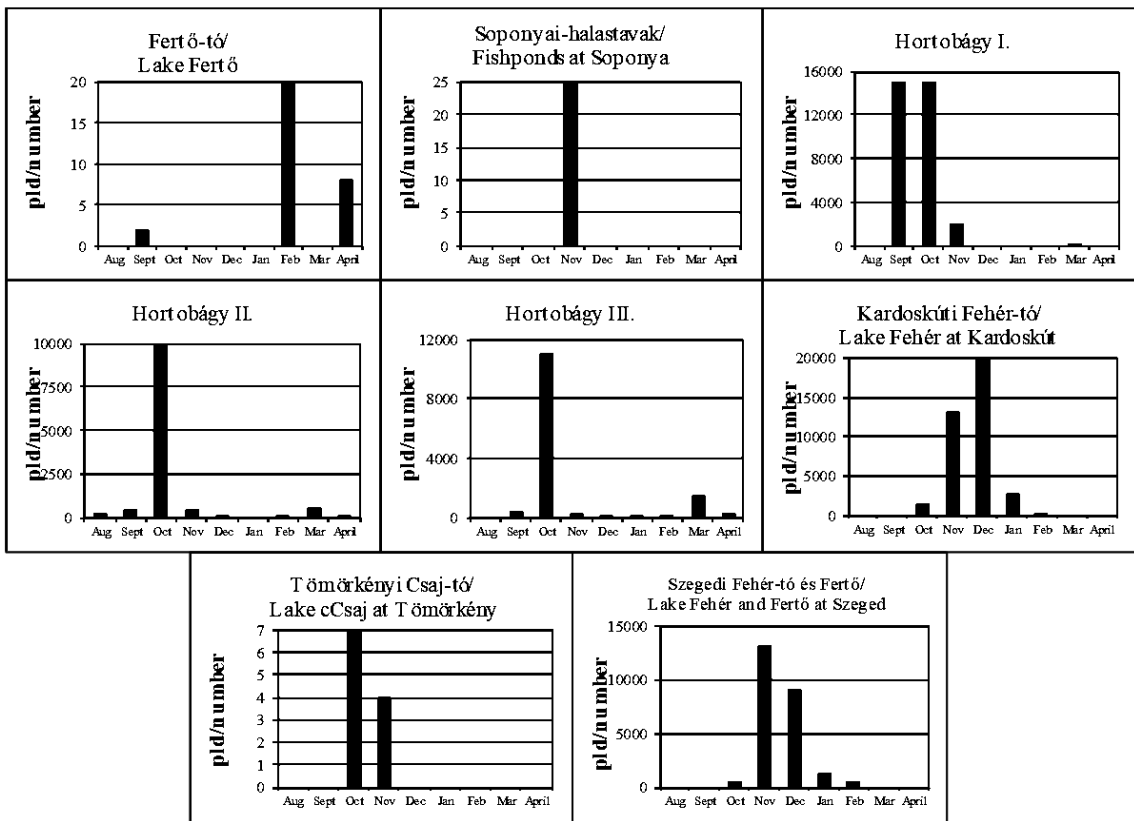 Fertő-tó/
Lake Fertő
pld/number
20
15
10
5
0
Aug Sept Oct Nov Dec Jan Feb Mar April
Soponyai-halastavak/
Fishponds at Soponya
pld/number
25
20
15
10
5
0
Aug Sept Oct Nov Dec Jan Feb Mar April
Hortobágy I.
pld/number
16000
12000
8000
4000
0
Aug Sept Oct Nov Dec Jan Feb Mar April
Hortobágy II.
pld/number
10000
7500
5000
2500
0
Aug Sept Oct Nov Dec Jan Feb Mar April
Hortobágy III.
pld/number
12000
8000
4000
0
Aug Sept Oct Nov Dec Jan Feb Mar April
Kardoskúti Fehér-tó/
Lake Fehér at Kardoskút
pld/number
20000
15000
10000
5000
0
Aug Sept Oct Nov Dec Jan Feb Mar April
Tömörkényi Csaj-tó/
Lake cCsaj at Tömörkény
pld/number
7
6
5
4
3
2
1
0
Aug Sept Oct Nov Dec Jan Feb Mar April
Szegedi Fehér-tó és Fertő/
Lake Fehér and Fertő at Szeged
pld/number
15000
10000
5000
0
Aug Sept Oct Nov Dec Jan Feb Mar April